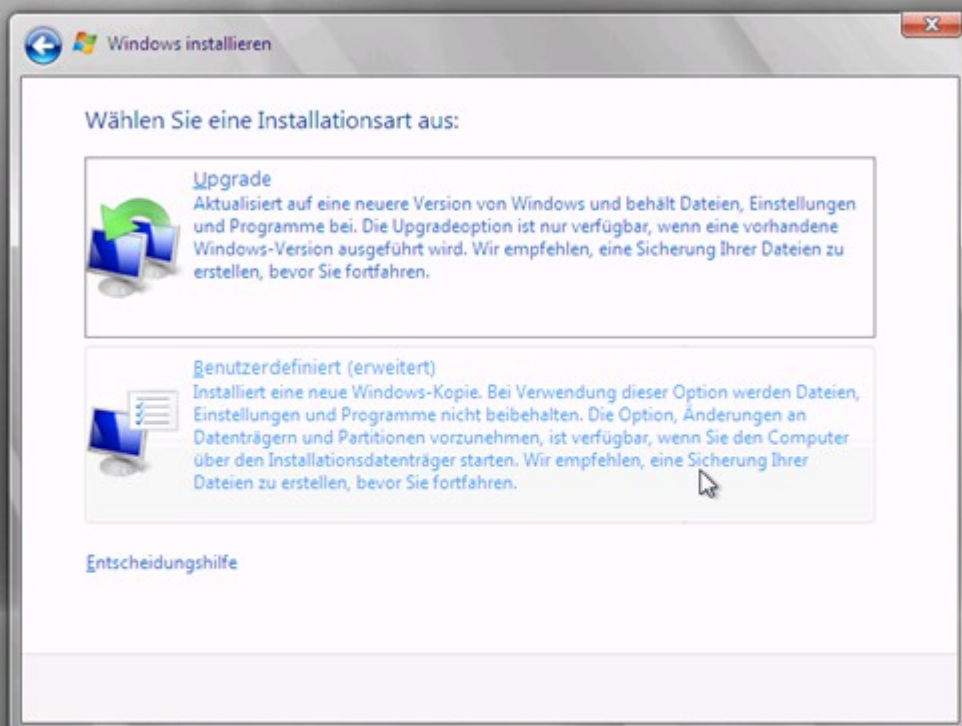 Windows installieren
Wählen Sie eine Installationsart aus:
Upgrade
Aktualisiert auf eine neuere Version von Windows und behält Dateien, Einstellungen
und Programme bei. Die Upgradeoption ist nur verfügbar, wenn eine vorhandene
Windows-Version ausgeführt wird. Wir empfehlen, eine Sicherung Ihrer Dateien zu
erstellen, bevor Sie fortfahren.
Benutzerdefiniert (erweitert)
Installiert eine neue Windows-Kopie. Bei Verwendung dieser Option werden Dateien,
Einstellungen und Programme nicht beibehalten. Die Option, Änderungen an
Datenträgern und Partitionen vorzunehmen, ist verfügbar, wenn Sie den Computer
über den Installationsdatenträger starten. Wir empfehlen, eine Sicherung Ihrer
Dateien zu erstellen, bevor Sie fortfahren.
Entscheidungshilfe